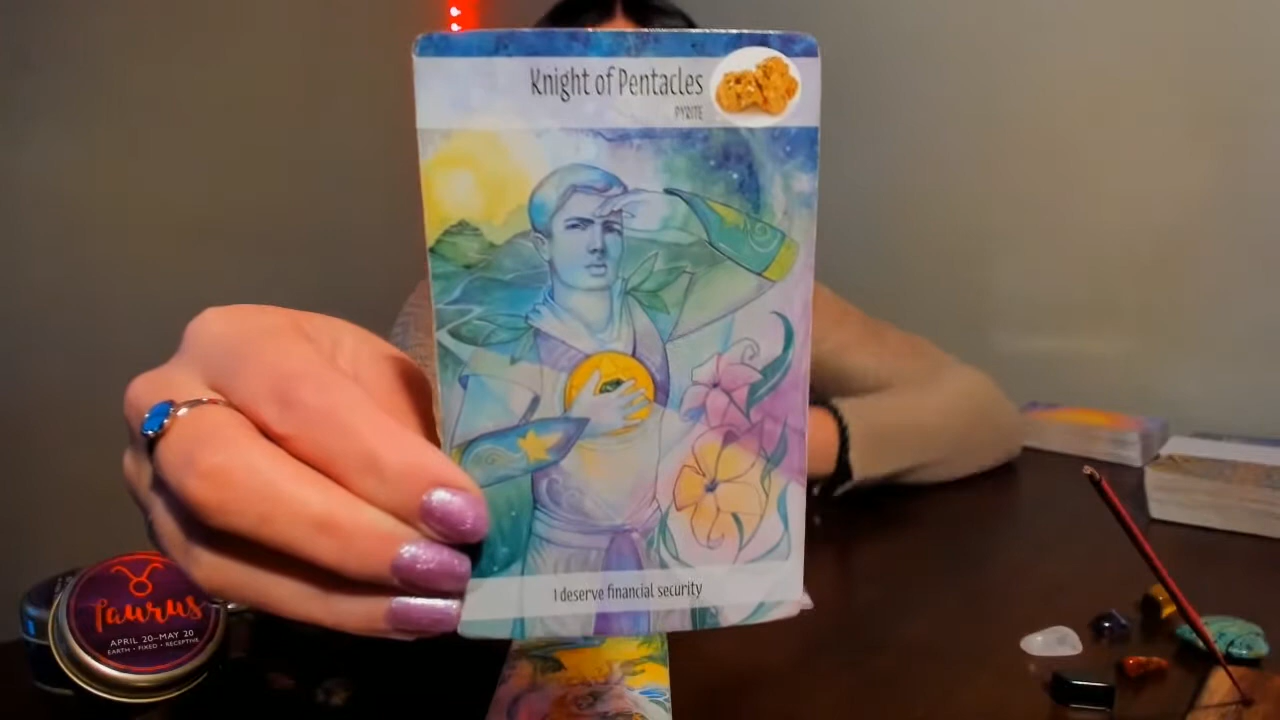 Knight of Pentacles
PYRITE
I deserve financial security
Taurus
APRIL 20–MAY 20
EARTH • FIXED • RECEPTIVE